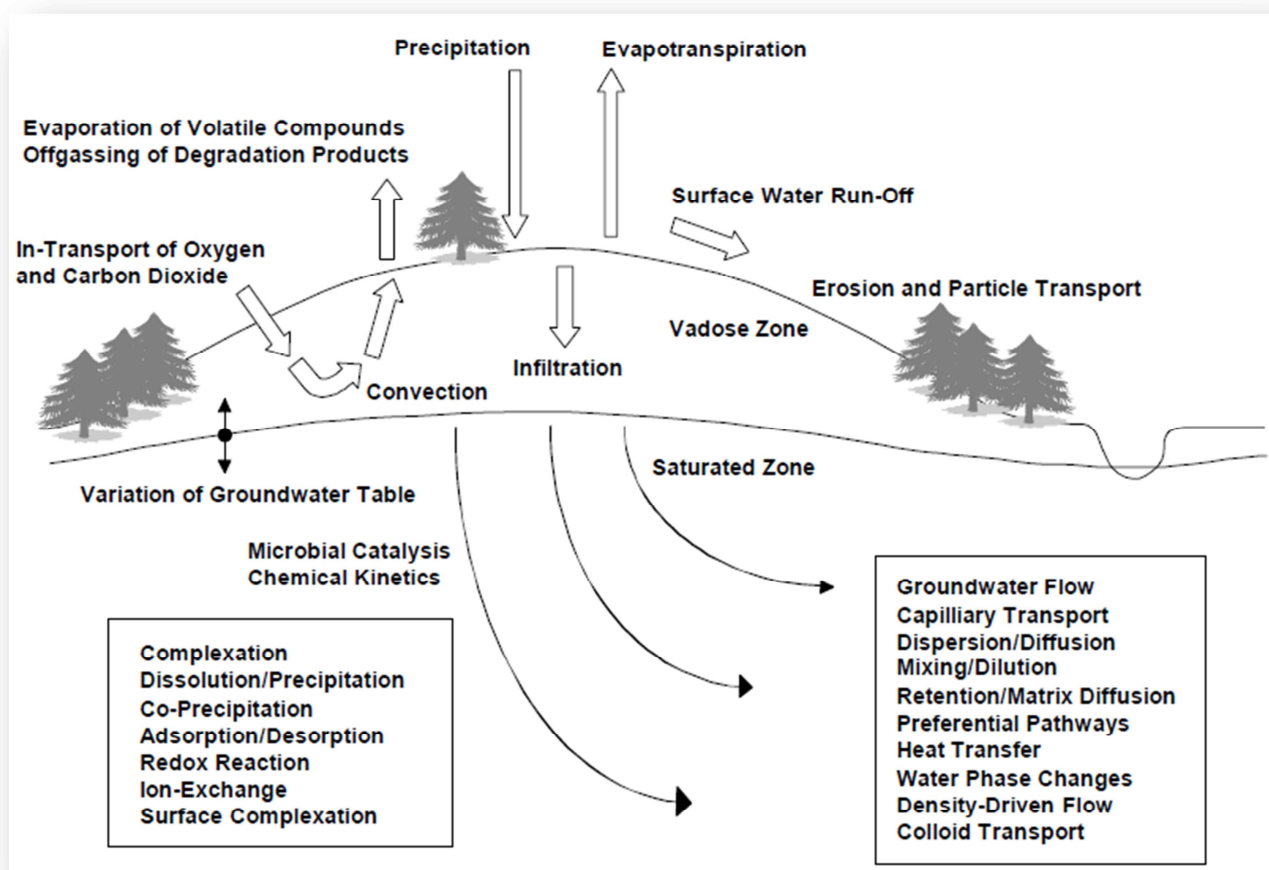 Precipitation
Evapotranspiration
Evaporation of Volatile Compounds
Offgassing of Degradation Products
Surface Water Run-Off
In-Transport of Oxygen
and Carbon Dioxide
Erosion and Particle Transport
Vadose Zone
Infiltration
Convection
Saturated Zone
Variation of Groundwater Table
Microbial Catalysis
Chemical Kinetics
Complexation
Dissolution/Precipitation
Co-Precipitation
Adsorption/Desorption
Redox Reaction
Ion-Exchange
Surface Complexation
Groundwater Flow
Capilliary Transport
Dispersion/Diffusion
Mixing/Dilution
Retention/Matrix Diffusion
Preferential Pathways
Heat Transfer
Water Phase Changes
Density-Driven Flow
Colloid Transport